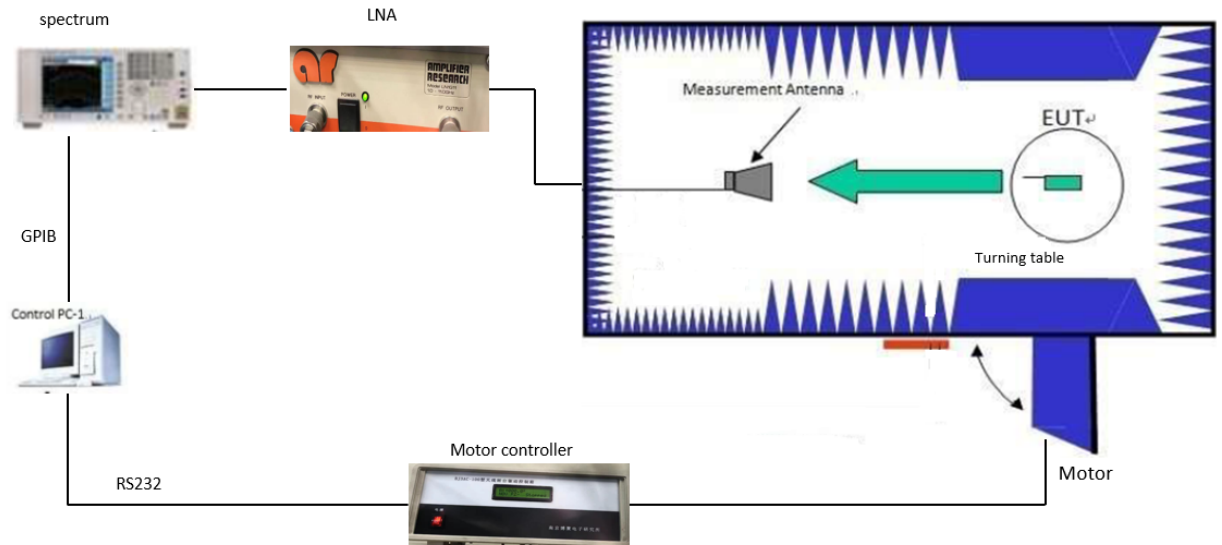 spectrum
LNA
ar
AMPLIFIER
RESEARCH
RF INPUT
POWER
RF OUTPUT
Measurement Antenna
EUT↵
Turning table
GPIB
Control PC-1
Motor controller
RS232
Motor